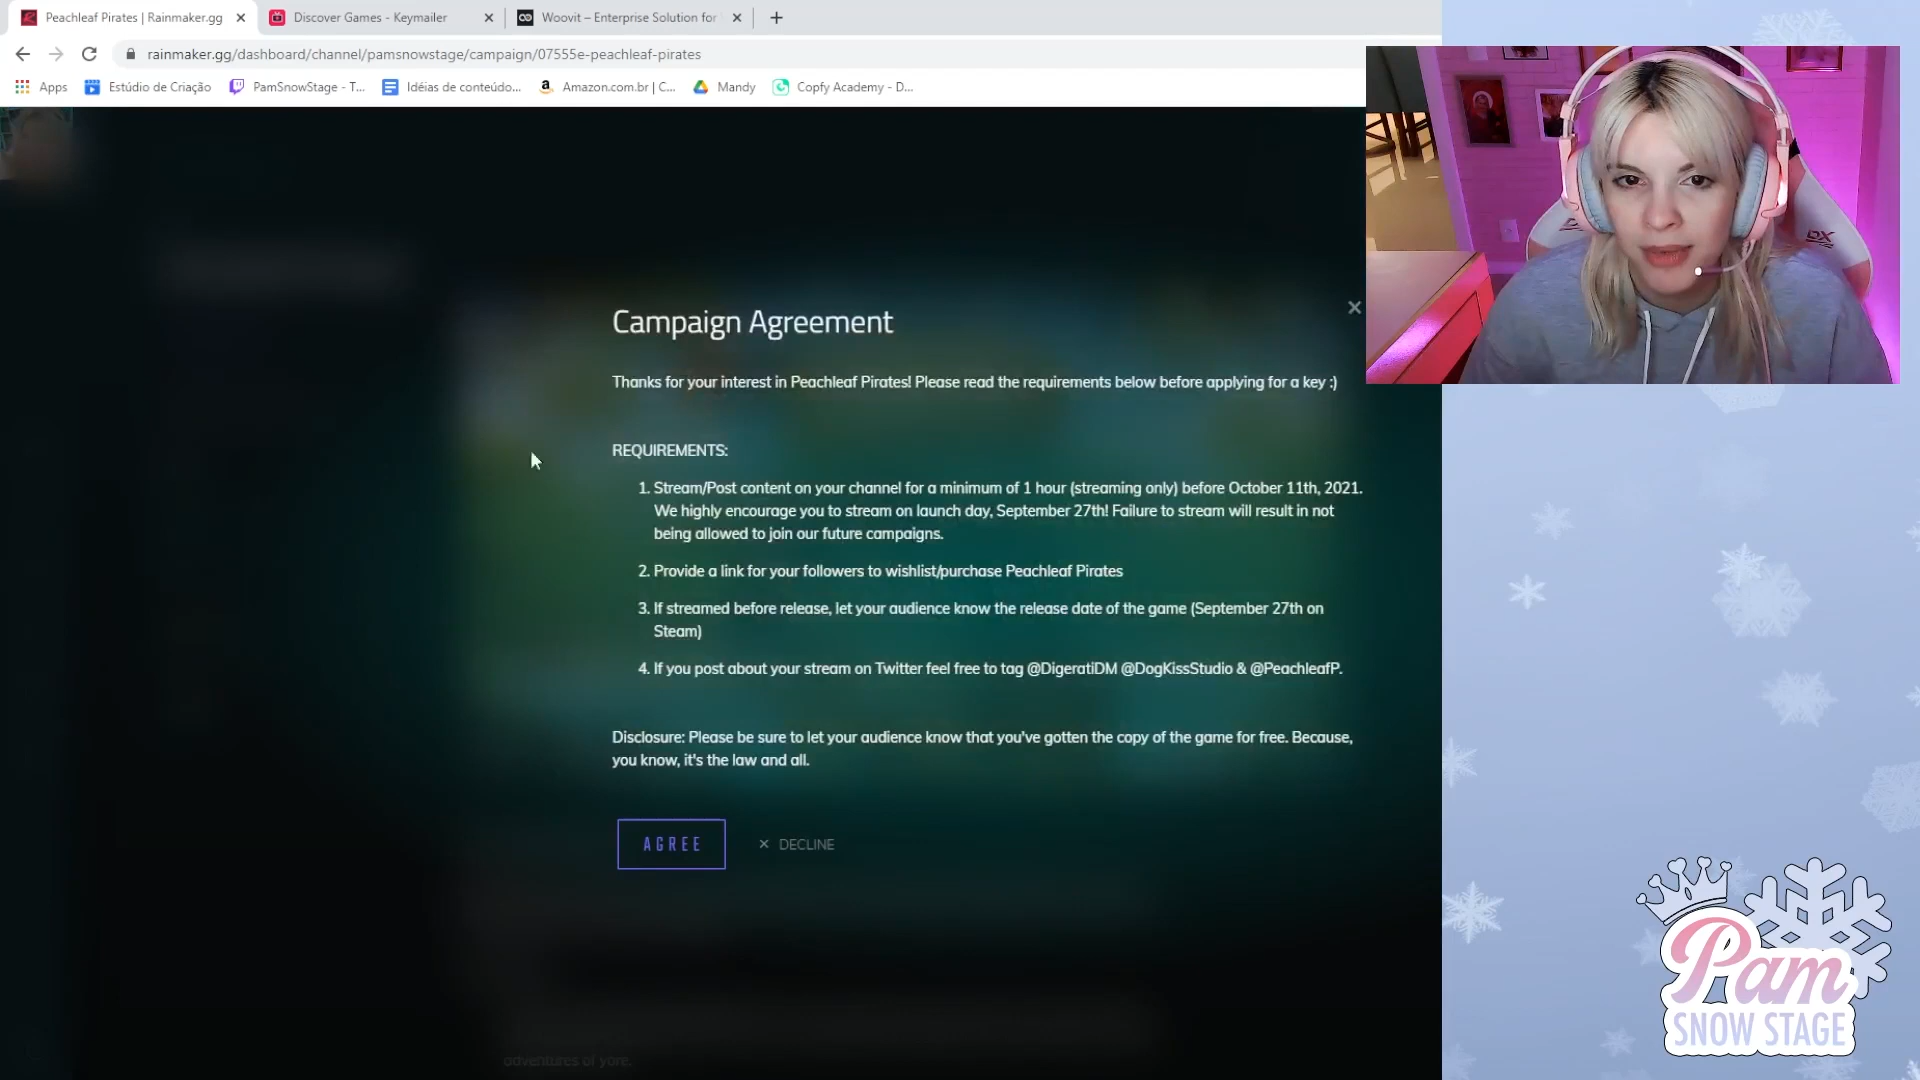 Peachleaf Pirates | Rainmaker.gg
Discover Games - Keymailer
Woovit – Enterprise Solution for
rainmaker.gg/dashboard/channel/pamsnowstage/campaign/07555e-peachleaf-pirates
Apps
Estúdio de Criação
PamSnowStage - T...
Idéias de conteúdo...
Amazon.com.br | C...
Mandy
Copfy Academy - D...
Campaign Agreement
Thanks for your interest in Peachleaf Pirates! Please read the requirements below before applying for a key :)
REQUIREMENTS:
1. Stream/Post content on your channel for a minimum of 1 hour (streaming only) before October 11th, 2021.
We highly encourage you to stream on launch day, September 27th! Failure to stream will result in not
being allowed to join our future campaigns.
2. Provide a link for your followers to wishlist/purchase Peachleaf Pirates
3. If streamed before release, let your audience know the release date of the game (September 27th on
Steam)
4. If you post about your stream on Twitter feel free to tag @DigeratiDM @DogKissStudio & @PeachleafP.
Disclosure: Please be sure to let your audience know that you've gotten the copy of the game for free. Because,
you know, it's the law and all.
AGREE
DECLINE
adventures of yore.
DX
Pam
SNOW STAGE